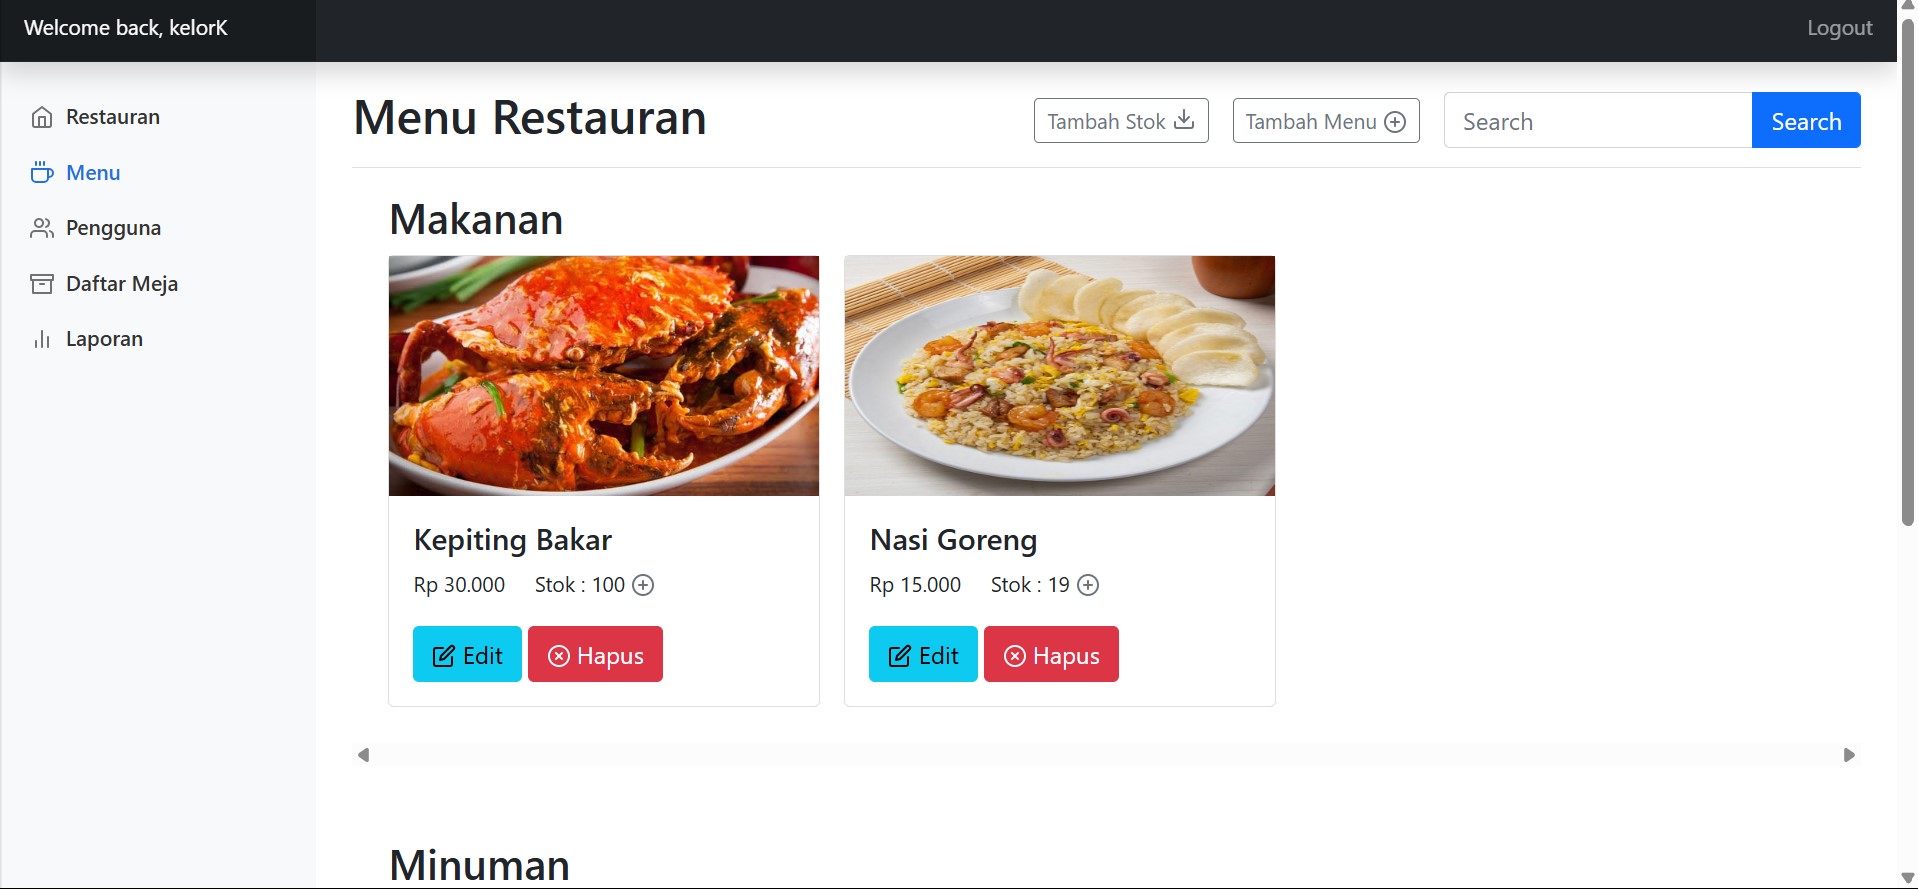 Welcome back, kelorK
Logout
Restauran
Menu
Pengguna
Daftar Meja
Laporan
Menu Restauran
Tambah Stok
Tambah Menu
Search
Search
Makanan
Kepiting Bakar
Rp 30.000 Stok : 100
Edit Hapus
Nasi Goreng
Rp 15.000 Stok : 19
Edit Hapus
Minuman